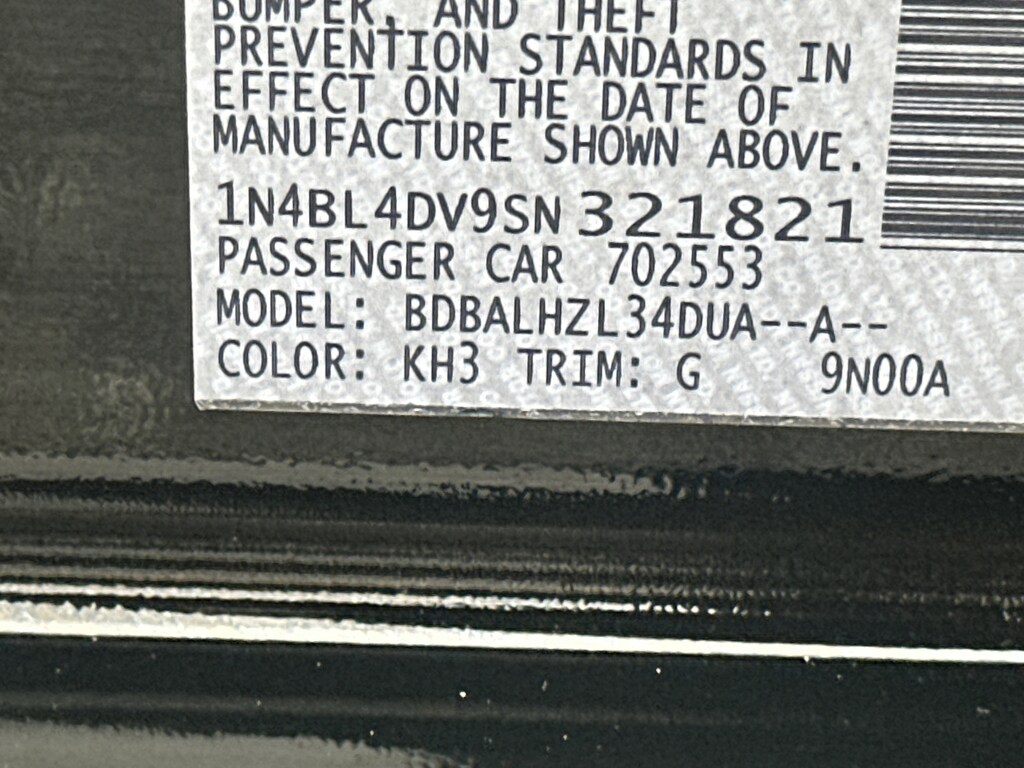 BUMPER, AND THEFT
PREVENTION STANDARDS IN
EFFECT ON THE DATE OF
MANUFACTURE SHOWN ABOVE.
1N4BL4DV9SN321821
PASSENGER CAR 702553
MODEL: BDBALHZL34DUA--A--
COLOR: KH3 TRIM: G 9N00A